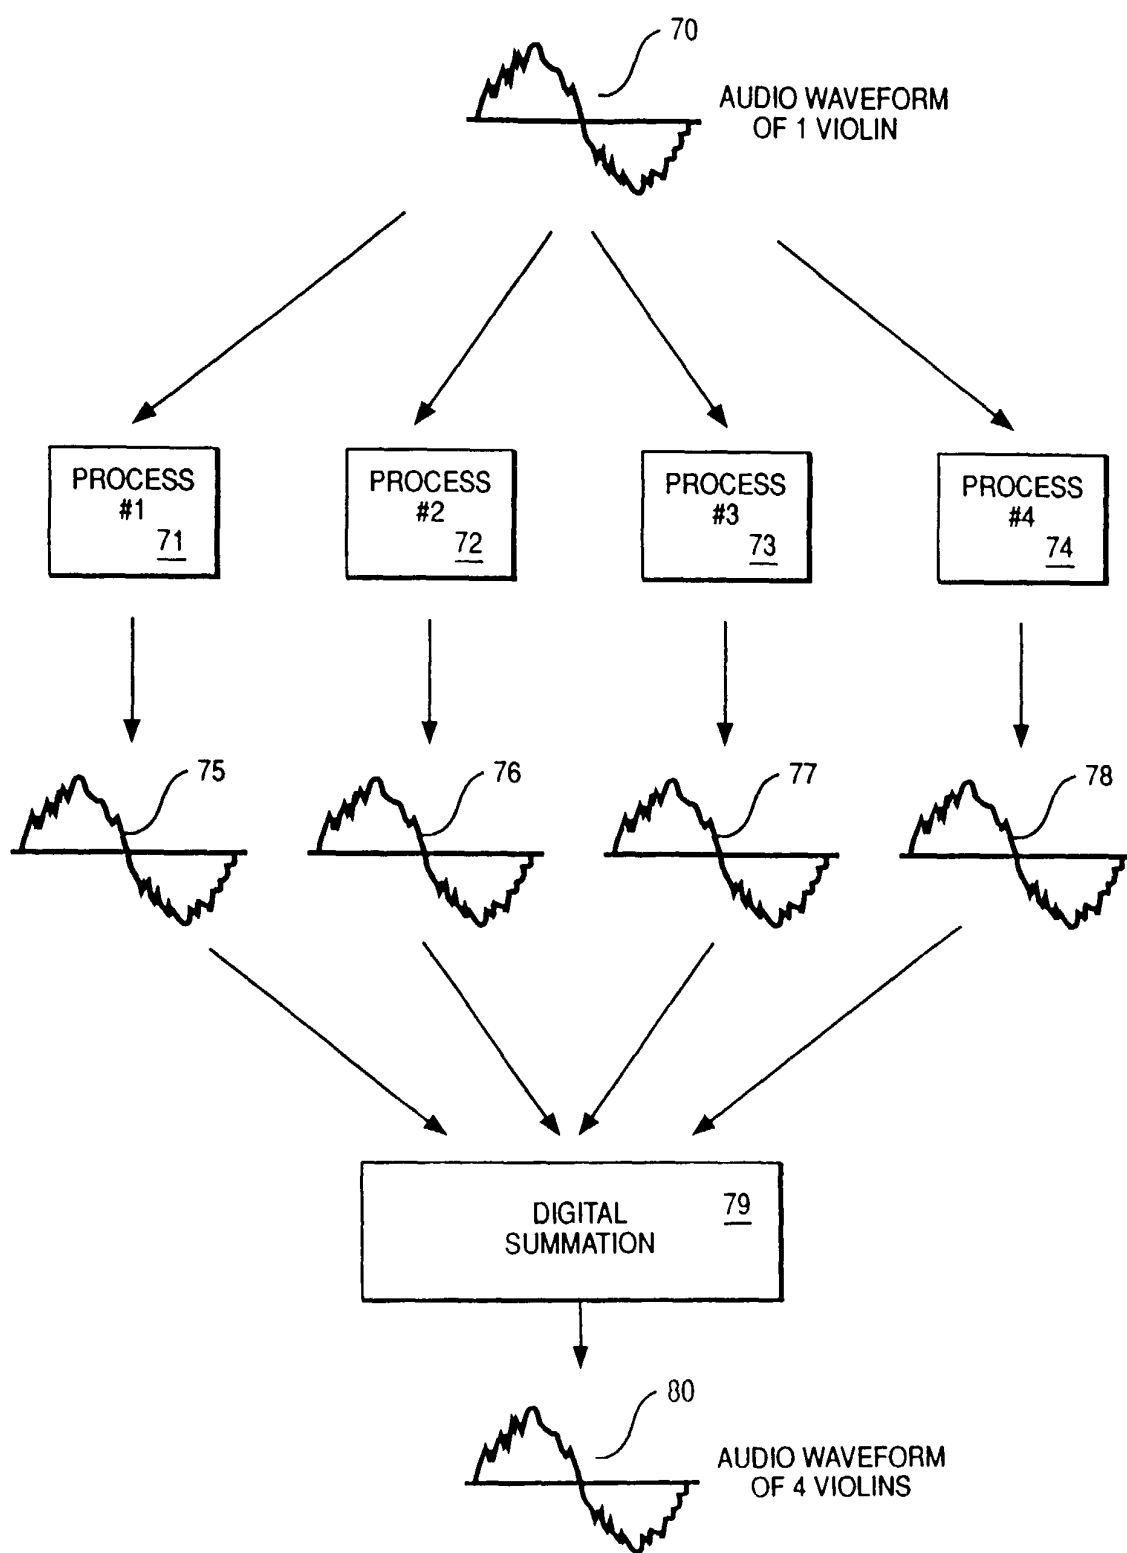 70
AUDIO WAVEFORM
OF 1 VIOLIN
PROCESS
#1
71
PROCESS
#2
72
PROCESS
#3
73
PROCESS
#4
74
75
76
77
78
DIGITAL
SUMMATION
79
80
AUDIO WAVEFORM
OF 4 VIOLINS